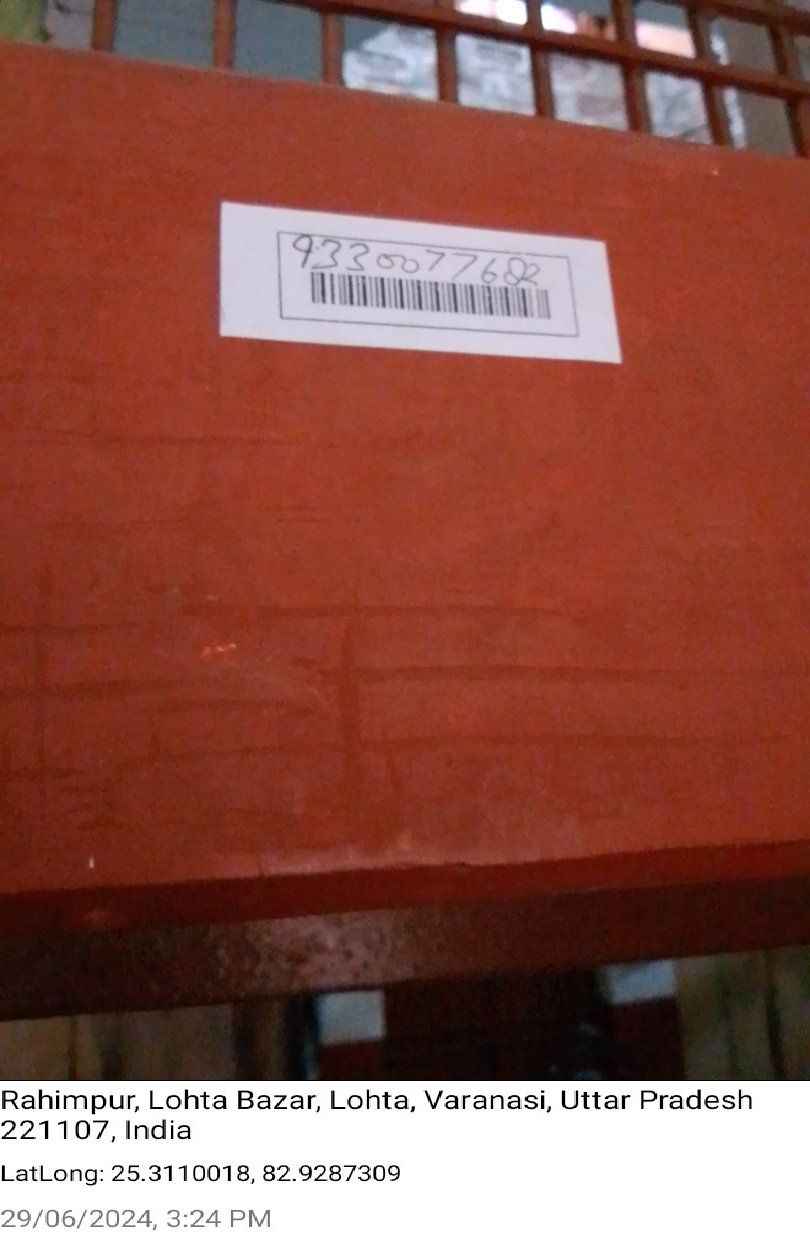 9330077682
Rahimpur, Lohta Bazar, Lohta, Varanasi, Uttar Pradesh
221107, India
LatLong: 25.3110018, 82.9287309
29/06/2024, 3:24 PM